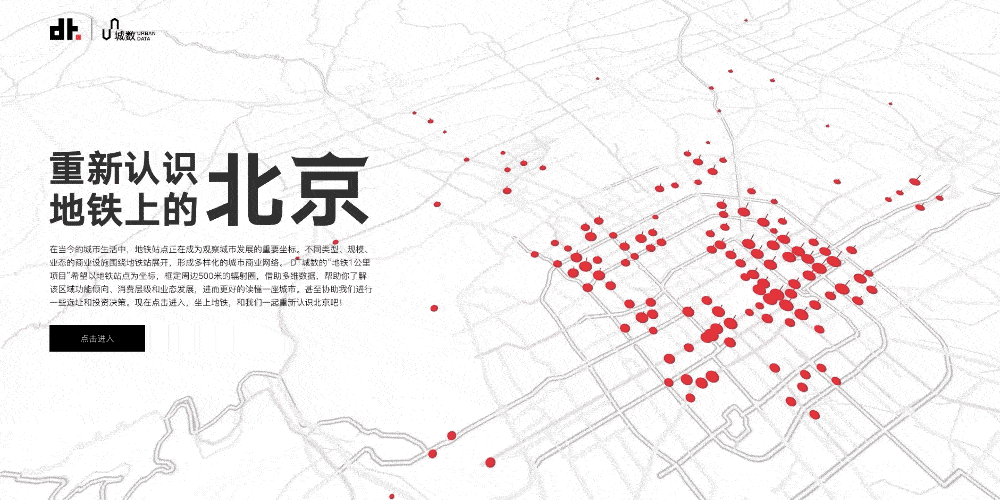 dt.
城数 URBAN DATA
重新认识
地铁上的
北京
在当今的城市生活中，地铁站点正在成为观察城市发展的重要坐标。不同类型、规模、
业态的商业设施围绕地铁站展开，形成多样化的城市商业网络。D 城数的“地铁1公里
项目”希望以地铁站点为坐标，框定周边500米的辐射圈，借助多维数据，帮助你了解
该区域功能倾向、消费层级和业态发展，进而更好的读懂一座城市，甚至协助我们进行
一些选址和投资决策。现在点击进入，坐上地铁，和我们一起重新认识北京吧！
点击进入